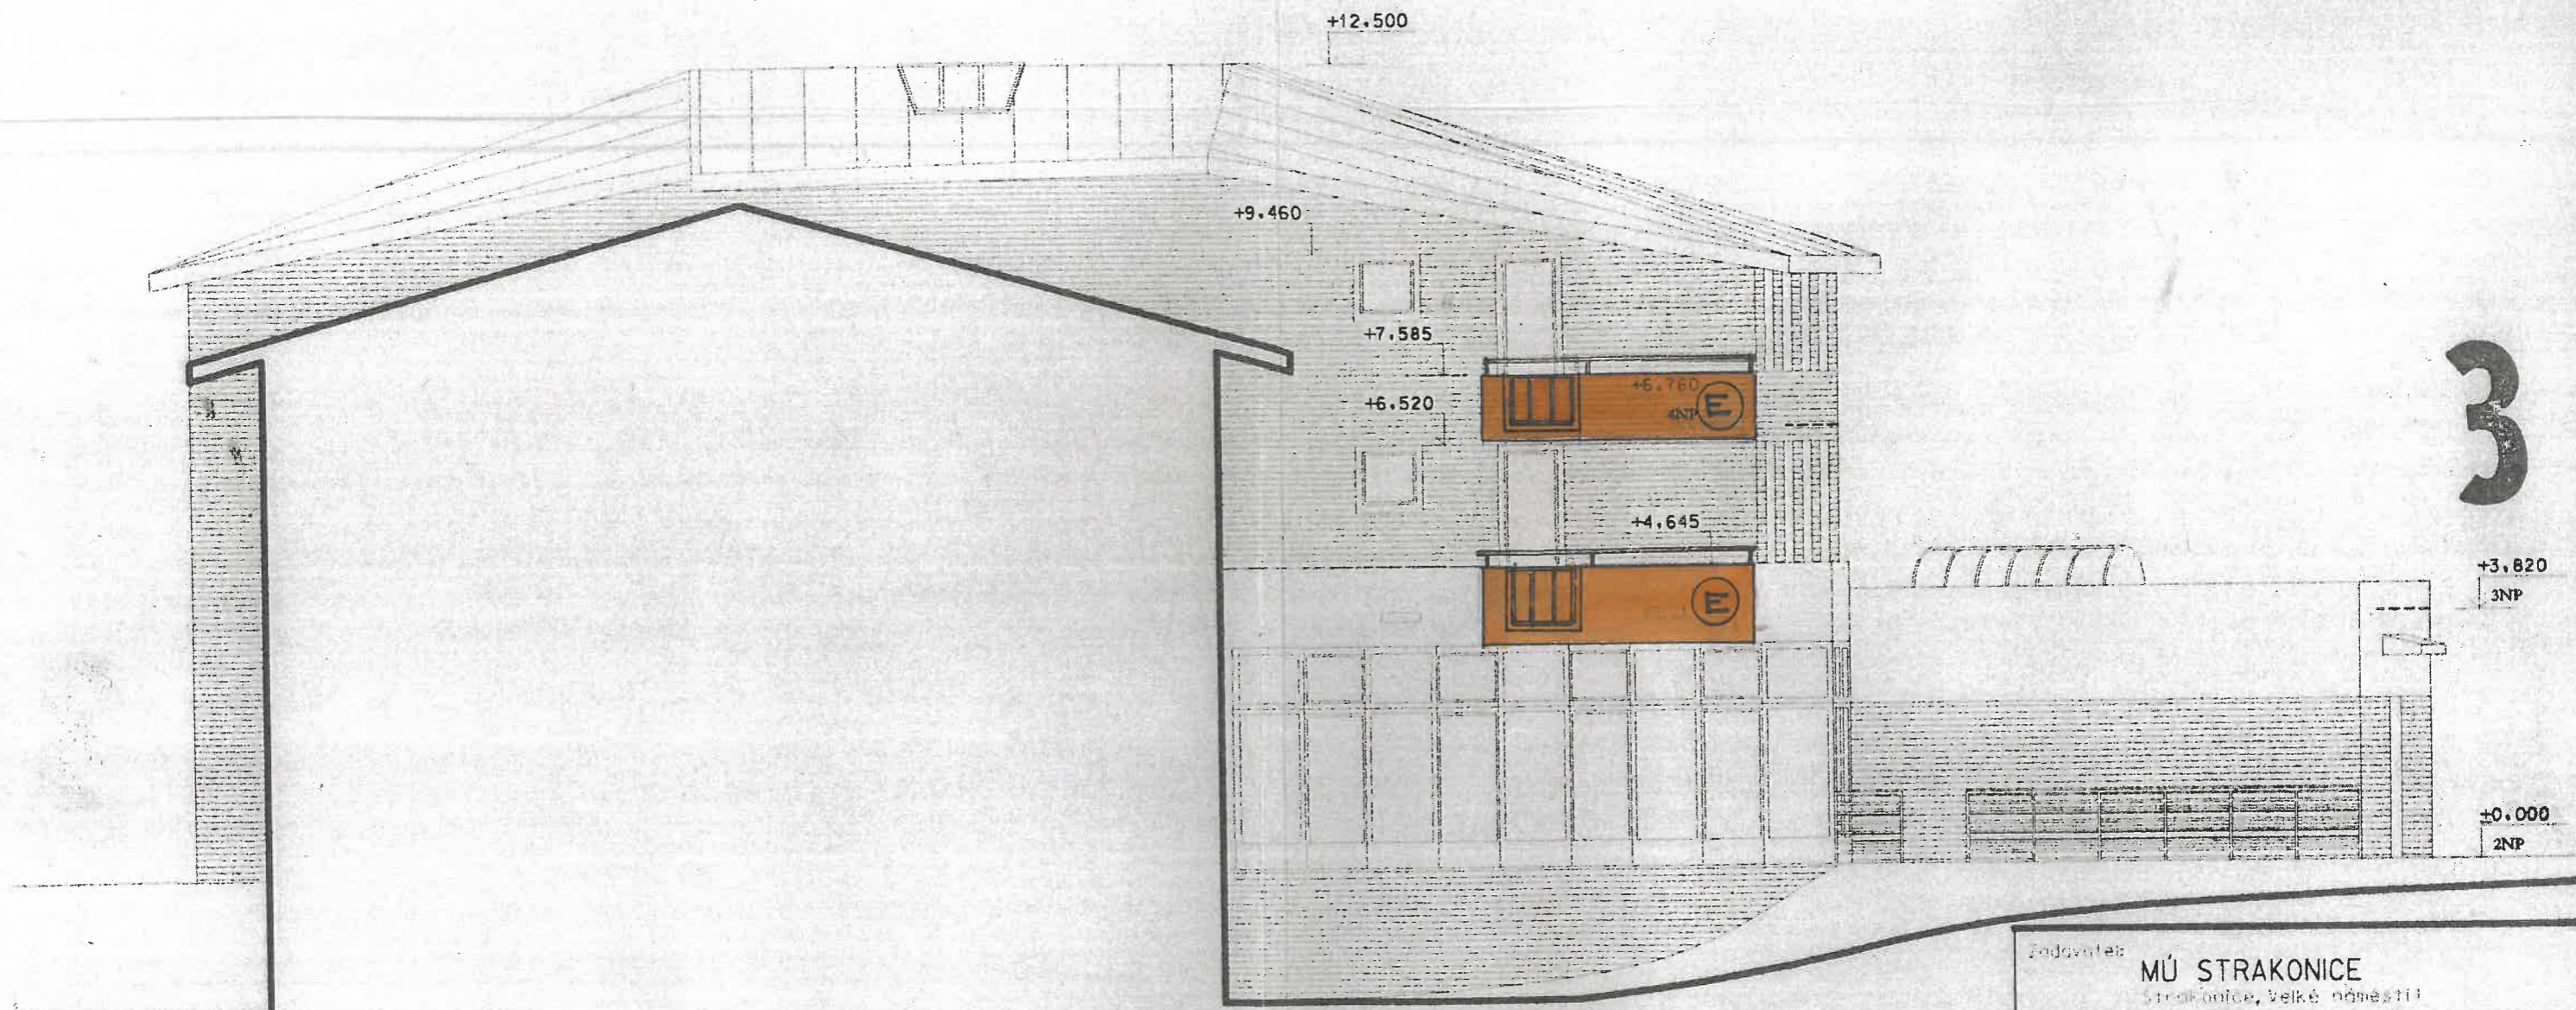 +12.500
+9.460
+7.585
+6.760
+6.520
4NP
E
3
+4.645
+3.820
3NP
E
±0.000
2NP
Zadavatel:
MÚ STRAKONICE
Strakonice, Velké náměstí 1